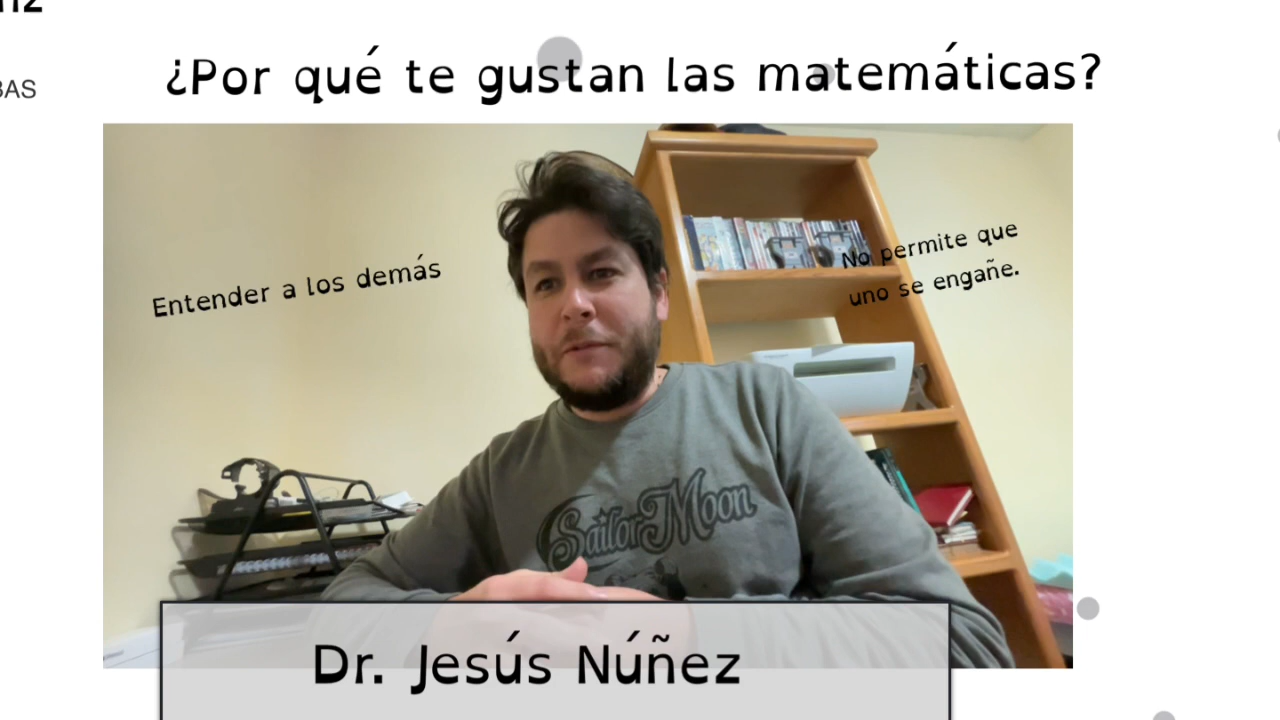 BAS
¿Por qué te gustan las matemáticas?
Entender a los demás
No permite que
uno se engañe.
Sailor Moon
Dr. Jesús Núñez